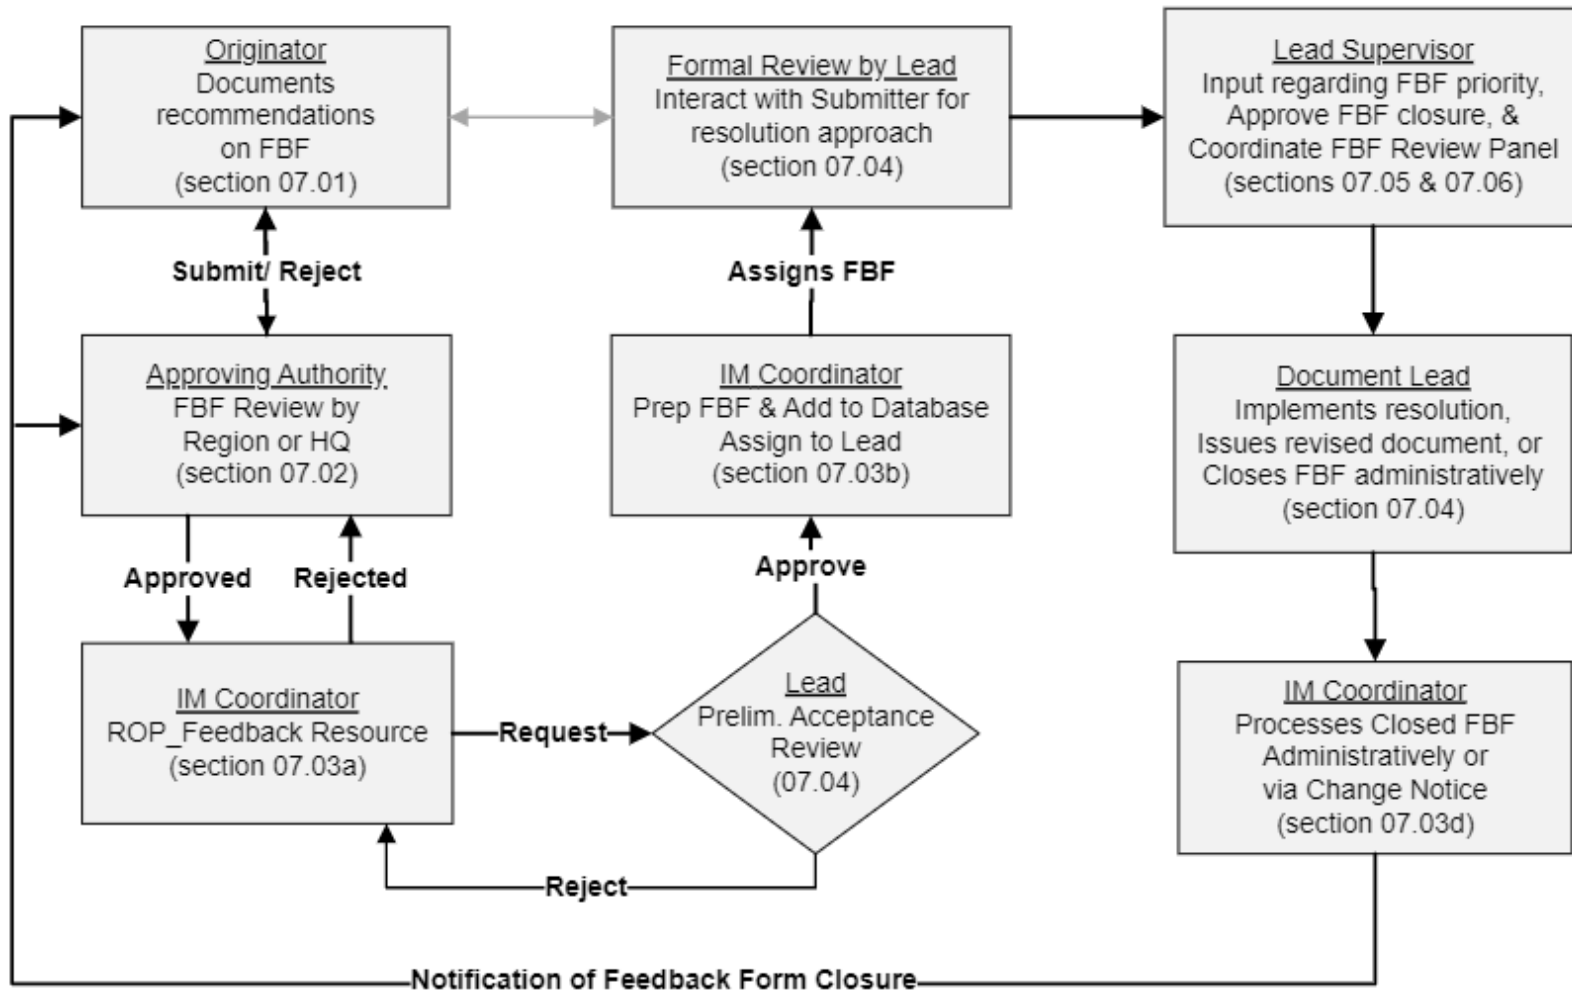 Originator
Documents
recommendations
on FBF
(section 07.01)
Formal Review by Lead
Interact with Submitter for
resolution approach
(section 07.04)
Lead Supervisor
Input regarding FBF priority,
Approve FBF closure, &
Coordinate FBF Review Panel
(sections 07.05 & 07.06)
Submit/ Reject
Assigns FBF
Approving Authority
FBF Review by
Region or HQ
(section 07.02)
IM Coordinator
Prep FBF & Add to Database
Assign to Lead
(section 07.03b)
Document Lead
Implements resolution,
Issues revised document, or
Closes FBF administratively
(section 07.04)
Approved
Rejected
Approve
IM Coordinator
ROP_Feedback Resource
(section 07.03a)
Request
Lead
Prelim. Acceptance
Review
(07.04)
IM Coordinator
Processes Closed FBF
Administratively or
via Change Notice
(section 07.03d)
Reject
Notification of Feedback Form Closure